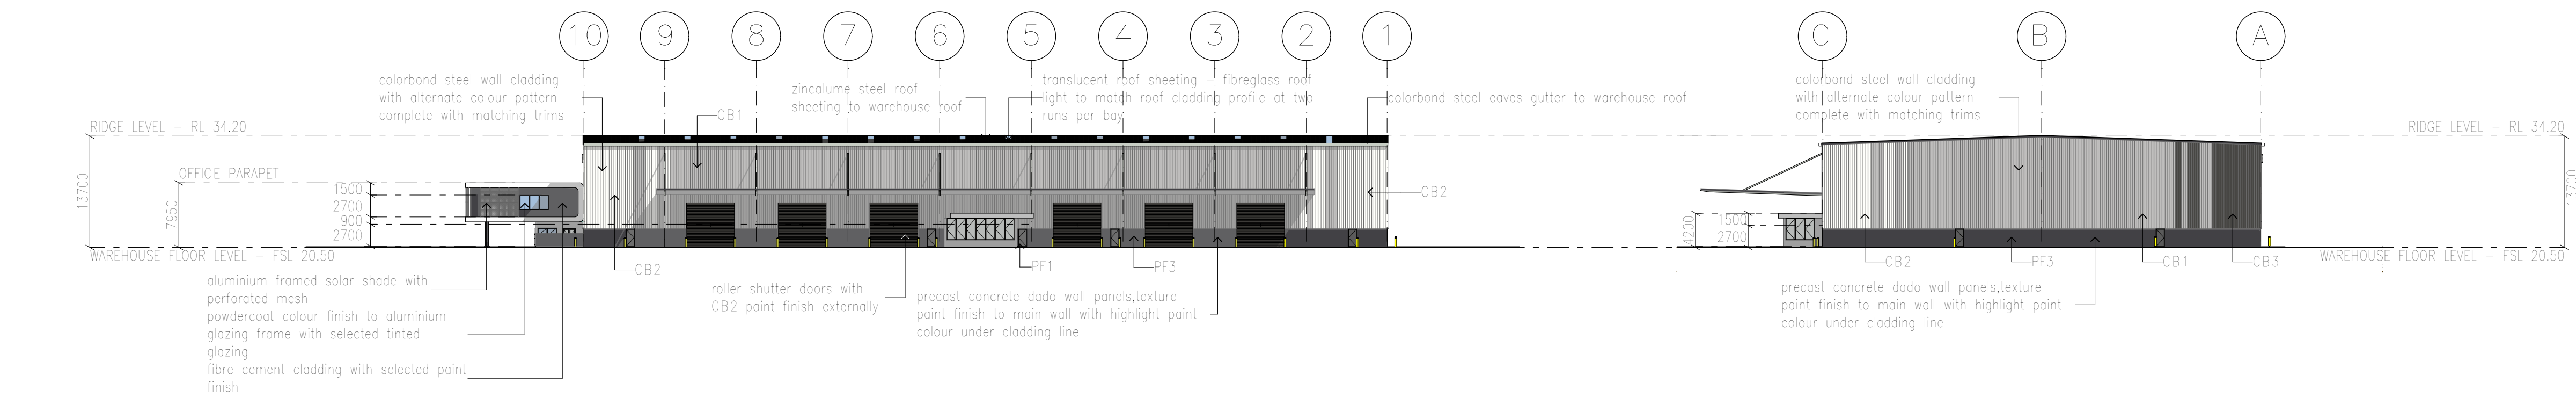 10 9 8 7 6 5 4 3 2 1
colorbond steel wall cladding
with alternate colour pattern
complete with matching trims
CB1
zincalume steel roof
sheeting to warehouse roof
translucent roof sheeting – fibreglass roof
light to match roof cladding profile at two
runs per bay
colorbond steel eaves gutter to warehouse roof
RIDGE LEVEL – RL 34.20
OFFICE PARAPET
13700
7950
1500
2700
900
2700
WAREHOUSE FLOOR LEVEL – FSL 20.50
CB2
CB2
PF1
PF3
aluminium framed solar shade with
perforated mesh
powdercoat colour finish to aluminium
glazing frame with selected tinted
glazing
fibre cement cladding with selected paint
finish
roller shutter doors with
CB2 paint finish externally
precast concrete dado wall panels,texture
paint finish to main wall with highlight paint
colour under cladding line
C B A
colorbond steel wall cladding
with alternate colour pattern
complete with matching trims
RIDGE LEVEL – RL 34.20
13700
4200
1500
2700
WAREHOUSE FLOOR LEVEL – FSL 20.50
CB2
PF3
CB1
CB3
precast concrete dado wall panels,texture
paint finish to main wall with highlight paint
colour under cladding line